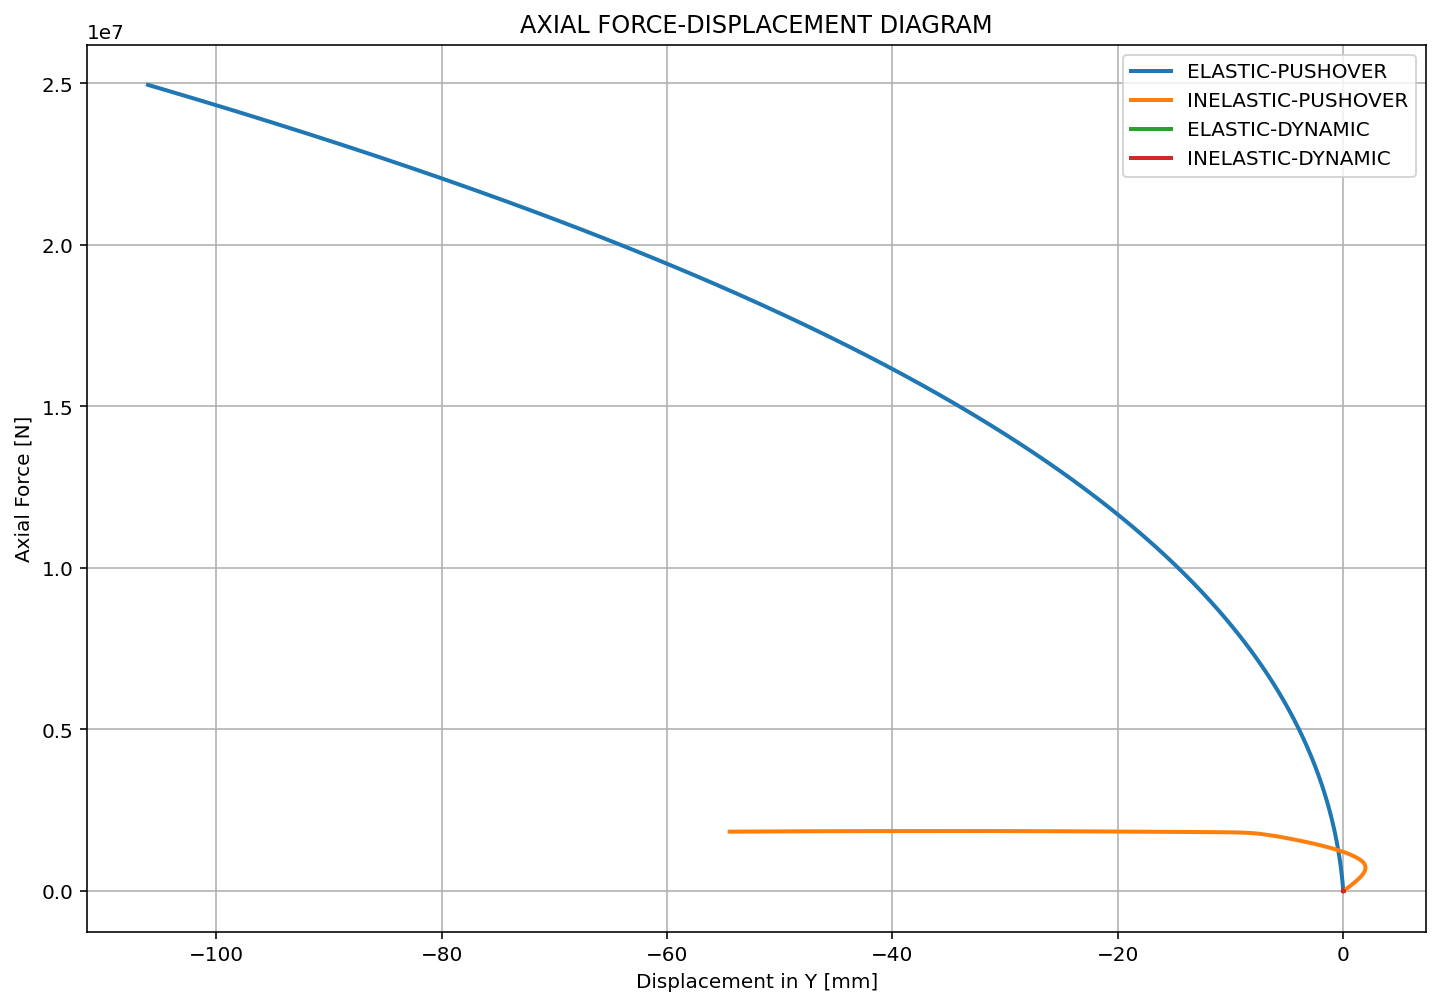 AXIAL FORCE-DISPLACEMENT DIAGRAM
1e7
ELASTIC-PUSHOVER
INELASTIC-PUSHOVER
ELASTIC-DYNAMIC
INELASTIC-DYNAMIC
2.5
2.0
1.5
1.0
0.5
0.0
Axial Force [N]
−100 −80 −60 −40 −20 0
Displacement in Y [mm]